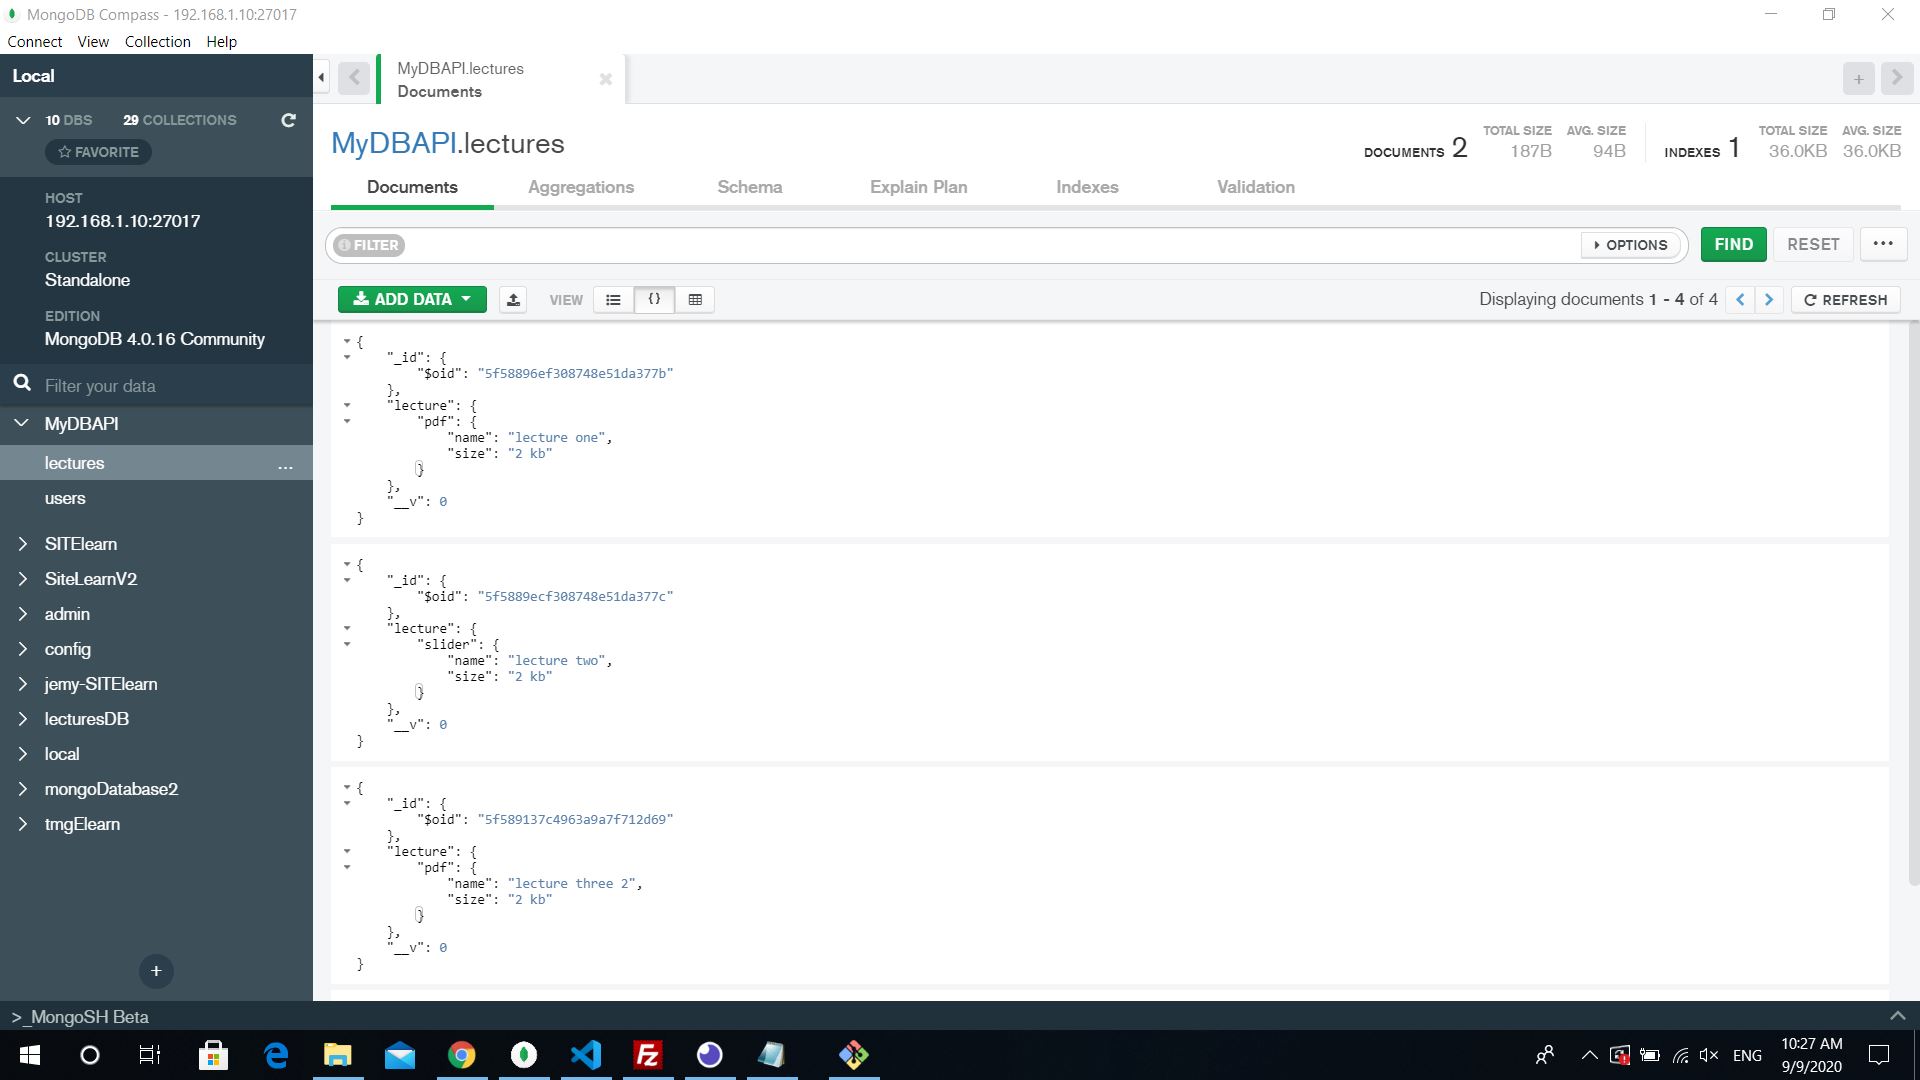 MongoDB Compass - 192.168.1.10:27017
Connect View Collection Help
Local
10 DBS 29 COLLECTIONS
FAVORITE
HOST
192.168.1.10:27017
CLUSTER
Standalone
EDITION
MongoDB 4.0.16 Community
Filter your data
MyDBAPI
lectures ...
users
SITElearn
SiteLearnV2
admin
config
jemy-SITElearn
lecturesDB
local
mongoDatabase2
tmgElearn
+
MyDBAPI.lectures
Documents
MyDBAPI.lectures
DOCUMENTS 2 TOTAL SIZE 187B AVG. SIZE 94B INDEXES 1 TOTAL SIZE 36.0KB AVG. SIZE 36.0KB
Documents Aggregations Schema Explain Plan Indexes Validation
FILTER OPTIONS FIND RESET ...
ADD DATA VIEW {} Displaying documents 1 - 4 of 4 REFRESH
{
"_id": {
"$oid": "5f58896ef308748e51da377b"
},
"lecture": {
"pdf": {
"name": "lecture one",
"size": "2 kb"
}
},
"__v": 0
}
{
"_id": {
"$oid": "5f5889ecf308748e51da377c"
},
"lecture": {
"slider": {
"name": "lecture two",
"size": "2 kb"
}
},
"__v": 0
}
{
"_id": {
"$oid": "5f589137c4963a9a7f712d69"
},
"lecture": {
"pdf": {
"name": "lecture three 2",
"size": "2 kb"
}
},
"__v": 0
}
>_MongoSH Beta
ENG
10:27 AM
9/9/2020